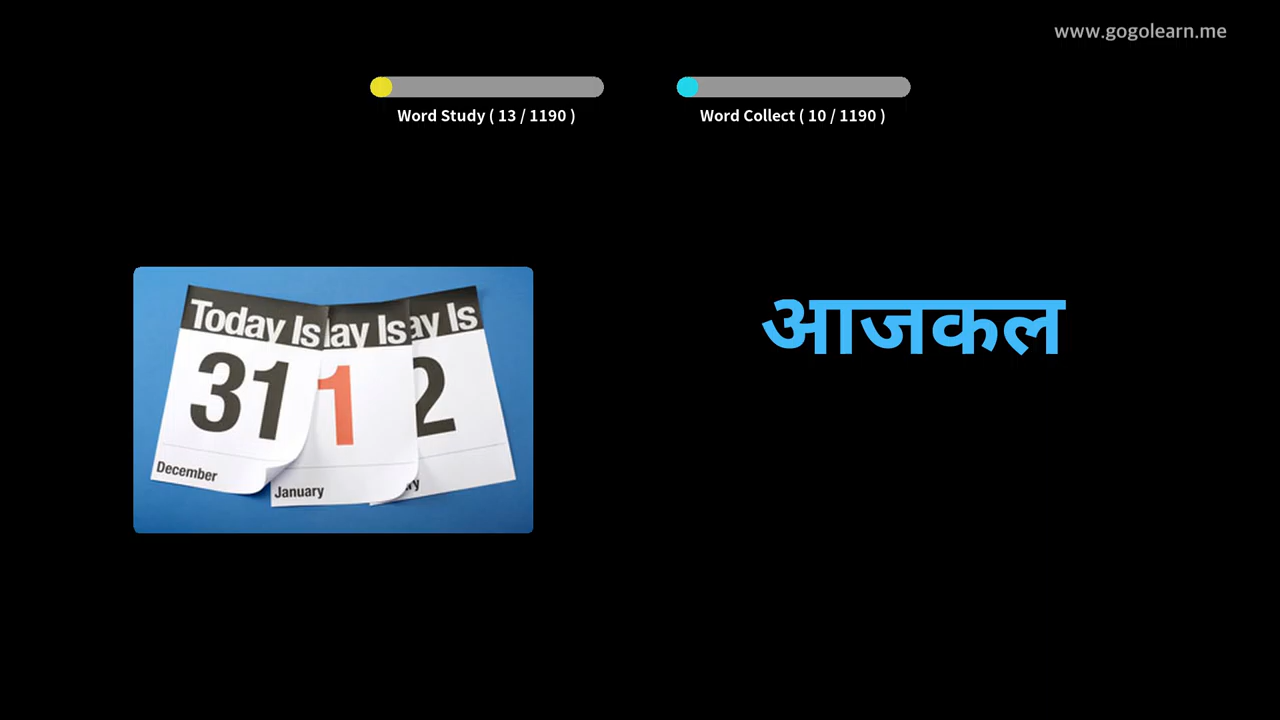 www.gogolearn.me
Word Study ( 13 / 1190 )
Word Collect ( 10 / 1190 )
आजकल
Today Is
31
December
lay Is
1
January
ay Is
2
ry